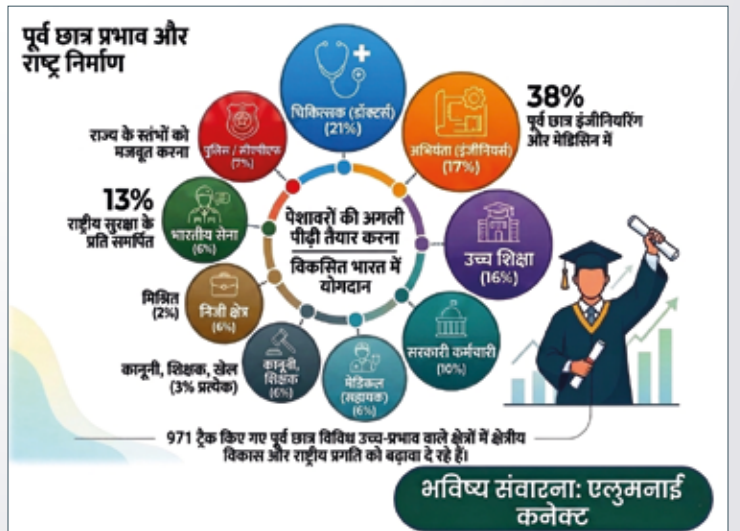 पूर्व छात्र प्रभाव और
राष्ट्र निर्माण
चिकित्सक (डॉक्टर्स)
(21%)
अभियंता (इंजीनियर्स)
(17%)
38%
पूर्व छात्र इंजीनियरिंग
और मेडिसिन में
राज्य के स्तंभों को
मजबूत करना
पुलिस / सीएपीएफ
(7%)
13%
राष्ट्रीय सुरक्षा के
प्रति समर्पित
भारतीय सेना
(6%)
पेशावरों की अगली
पीढ़ी तैयार करना
विकसित भारत में
योगदान
उच्च शिक्षा
(16%)
मिश्रित
(2%)
निजी क्षेत्र
(6%)
सरकारी कर्मचारी
(10%)
कानूनी, शिक्षक, खेल
(3% प्रत्येक)
कानूनी,
शिक्षक
(6%)
मेडिकल
(सहायक)
(6%)
971 ट्रैक किए गए पूर्व छात्र विविध उच्च-प्रभाव वाले क्षेत्रों में क्षेत्रीय
विकास और राष्ट्रीय प्रगति को बढ़ावा दे रहे हैं।
भविष्य संवारना: एलुमनाई
कनेक्ट